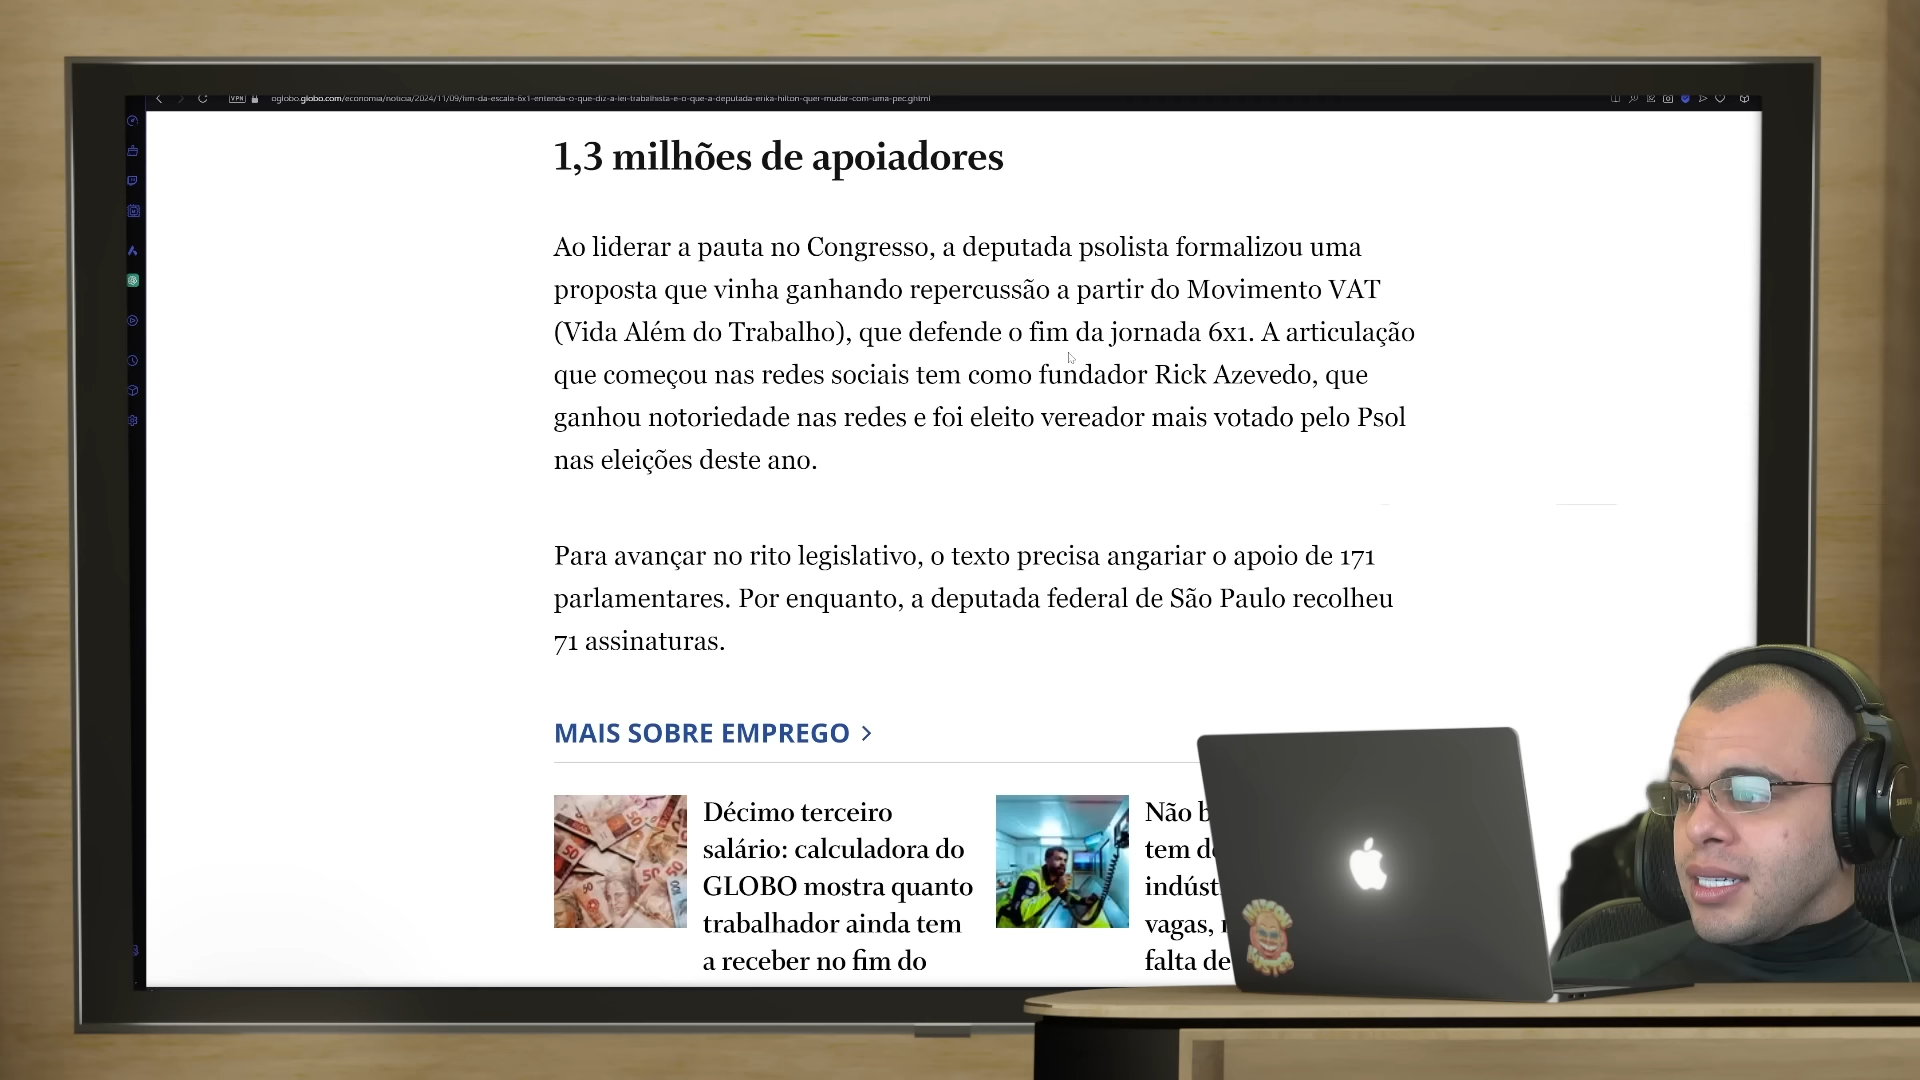 VPN
oglobo.globo.com/economia/noticia/2024/11/09/fim-da-escala-6x1-entenda-o-que-diz-a-lei-trabalhista-e-o-que-a-deputada-erika-hilton-quer-mudar-com-uma-pec.ghtml
1,3 milhões de apoiadores
Ao liderar a pauta no Congresso, a deputada psolista formalizou uma
proposta que vinha ganhando repercussão a partir do Movimento VAT
(Vida Além do Trabalho), que defende o fim da jornada 6x1. A articulação
que começou nas redes sociais tem como fundador Rick Azevedo, que
ganhou notoriedade nas redes e foi eleito vereador mais votado pelo Psol
nas eleições deste ano.
Para avançar no rito legislativo, o texto precisa angariar o apoio de 171
parlamentares. Por enquanto, a deputada federal de São Paulo recolheu
71 assinaturas.
MAIS SOBRE EMPREGO
Décimo terceiro
salário: calculadora do
GLOBO mostra quanto
trabalhador ainda tem
a receber no fim do
Não b
tem d
indúst
vagas,
falta de